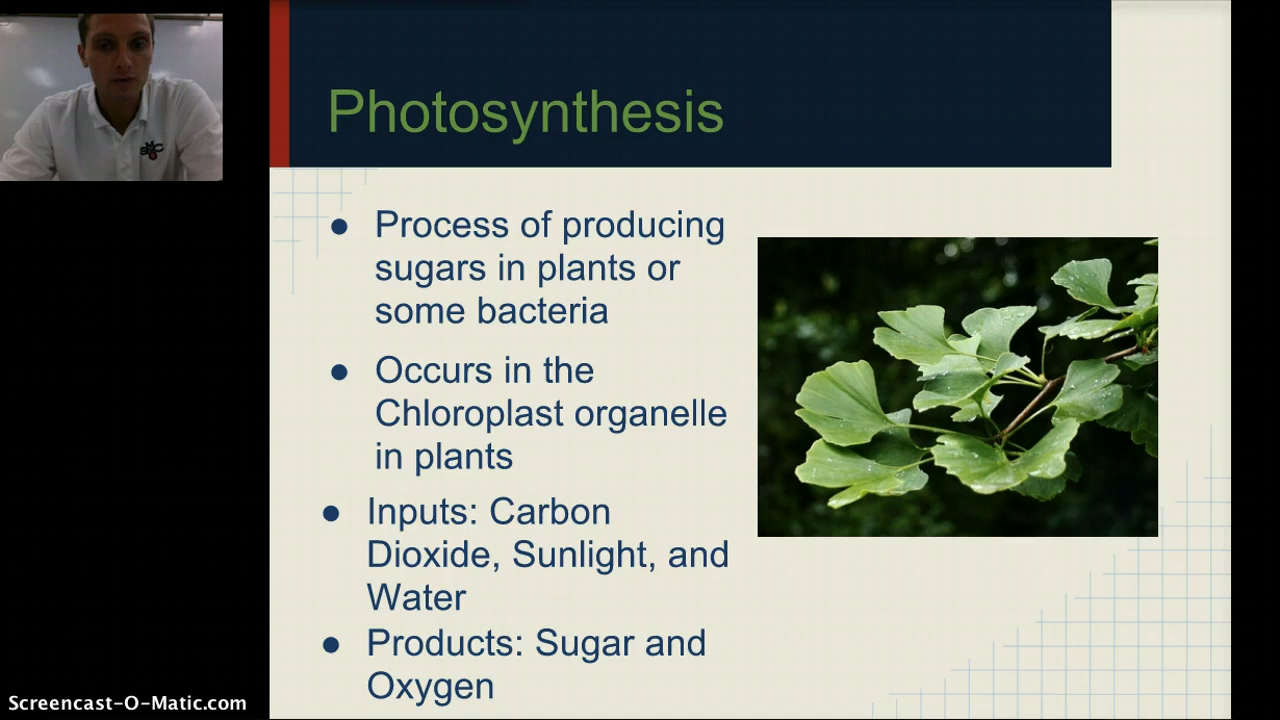 Photosynthesis
● Process of producing
sugars in plants or
some bacteria
● Occurs in the
Chloroplast organelle
in plants
● Inputs: Carbon
Dioxide, Sunlight, and
Water
● Products: Sugar and
Oxygen
SMC
Screencast-O-Matic.com